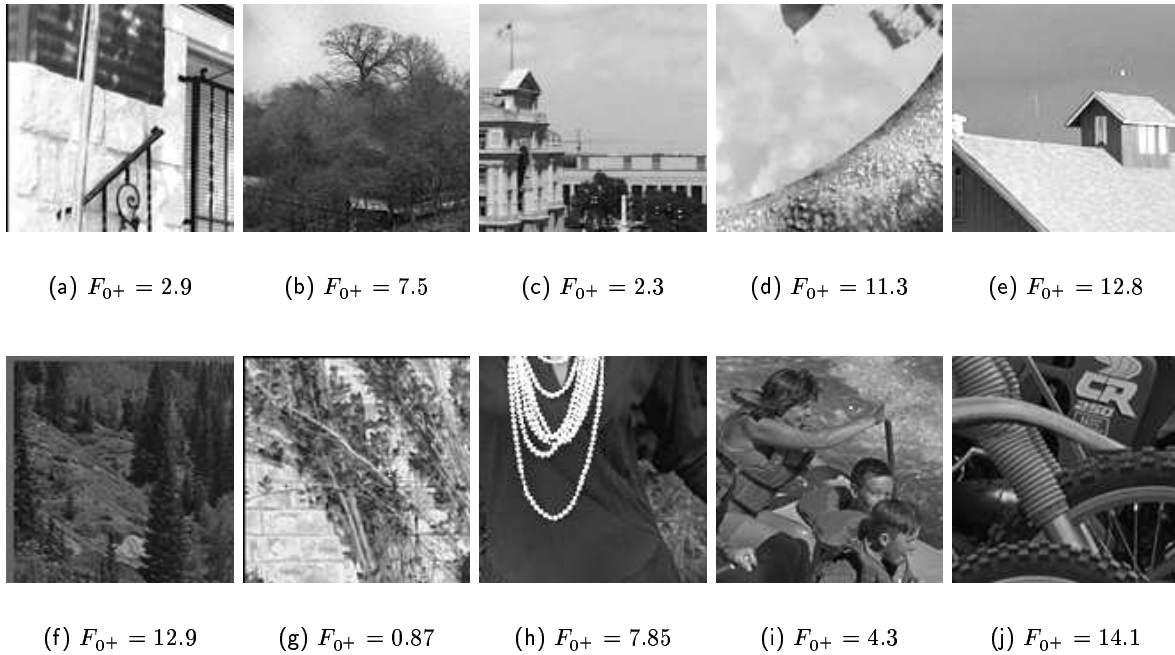 (a) F₀₊ = 2.9
(b) F₀₊ = 7.5
(c) F₀₊ = 2.3
(d) F₀₊ = 11.3
(e) F₀₊ = 12.8
CR
(f) F₀₊ = 12.9
(g) F₀₊ = 0.87
(h) F₀₊ = 7.85
(i) F₀₊ = 4.3
(j) F₀₊ = 14.1